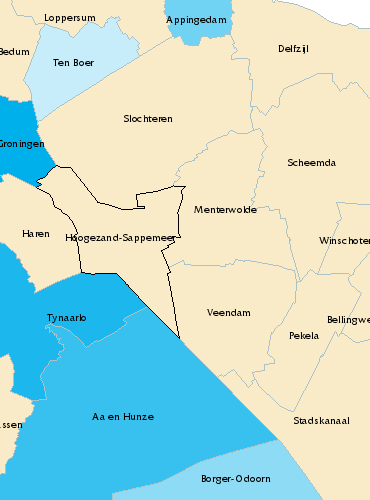 Loppersum
Appingedam
Delfzijl
Bedum
Ten Boer
Slochteren
Groningen
Scheemda
Menterwolde
Haren
Hoogezand-Sappemeer
Winschoten
Veendam
Tynaarlo
Bellingwe
Pekela
Aa en Hunze
Stadskanaal
ssen
Borger-Odoorn